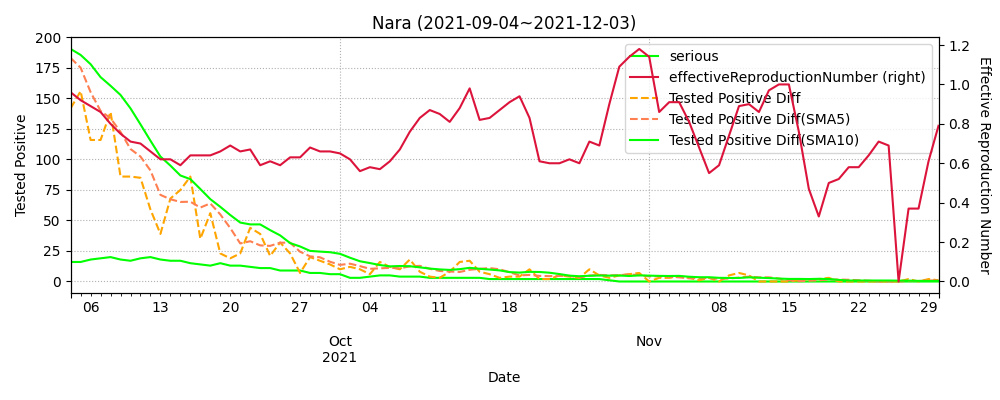 Nara (2021-09-04~2021-12-03)
200
175
150
125
100
75
50
25
0
Tested Positive
1.2
1.0
0.8
0.6
0.4
0.2
0.0
Effective Reproduction Number
serious
effectiveReproductionNumber (right)
Tested Positive Diff
Tested Positive Diff(SMA5)
Tested Positive Diff(SMA10)
06 13 20 27 04 11 18 25 08 15 22 29
Oct Nov
2021
Date